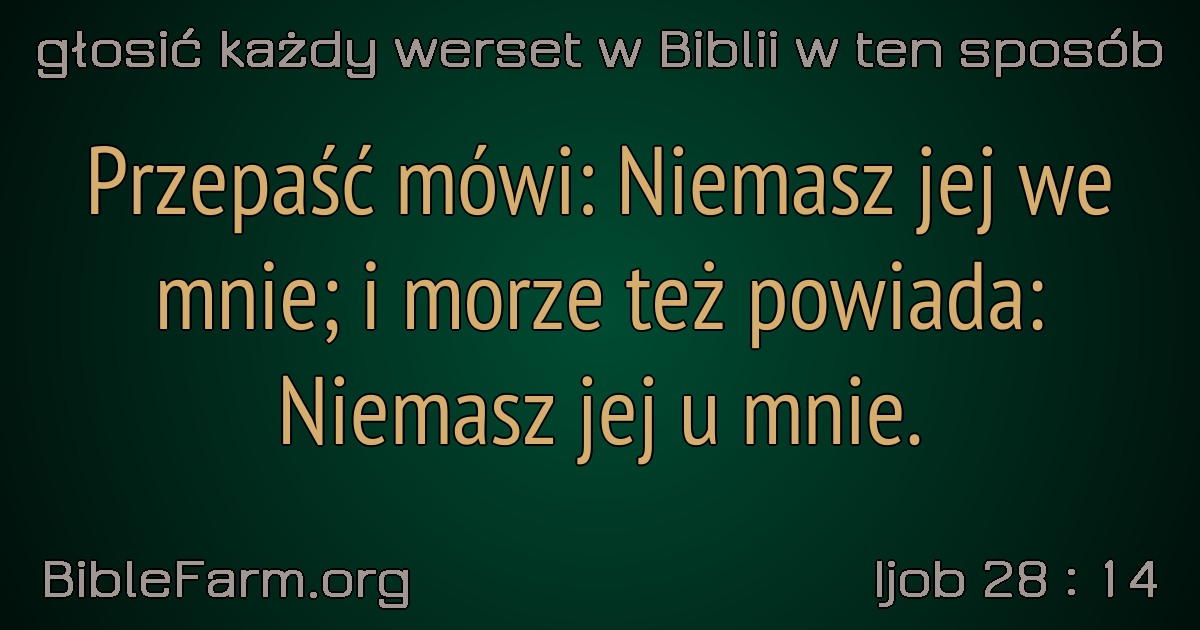 głosić każdy werset w Biblii w ten sposób
Przepaść mówi: Niemasz jej we
mnie; i morze też powiada:
Niemasz jej u mnie.
BibleFarm.org
Ijob 28 : 14